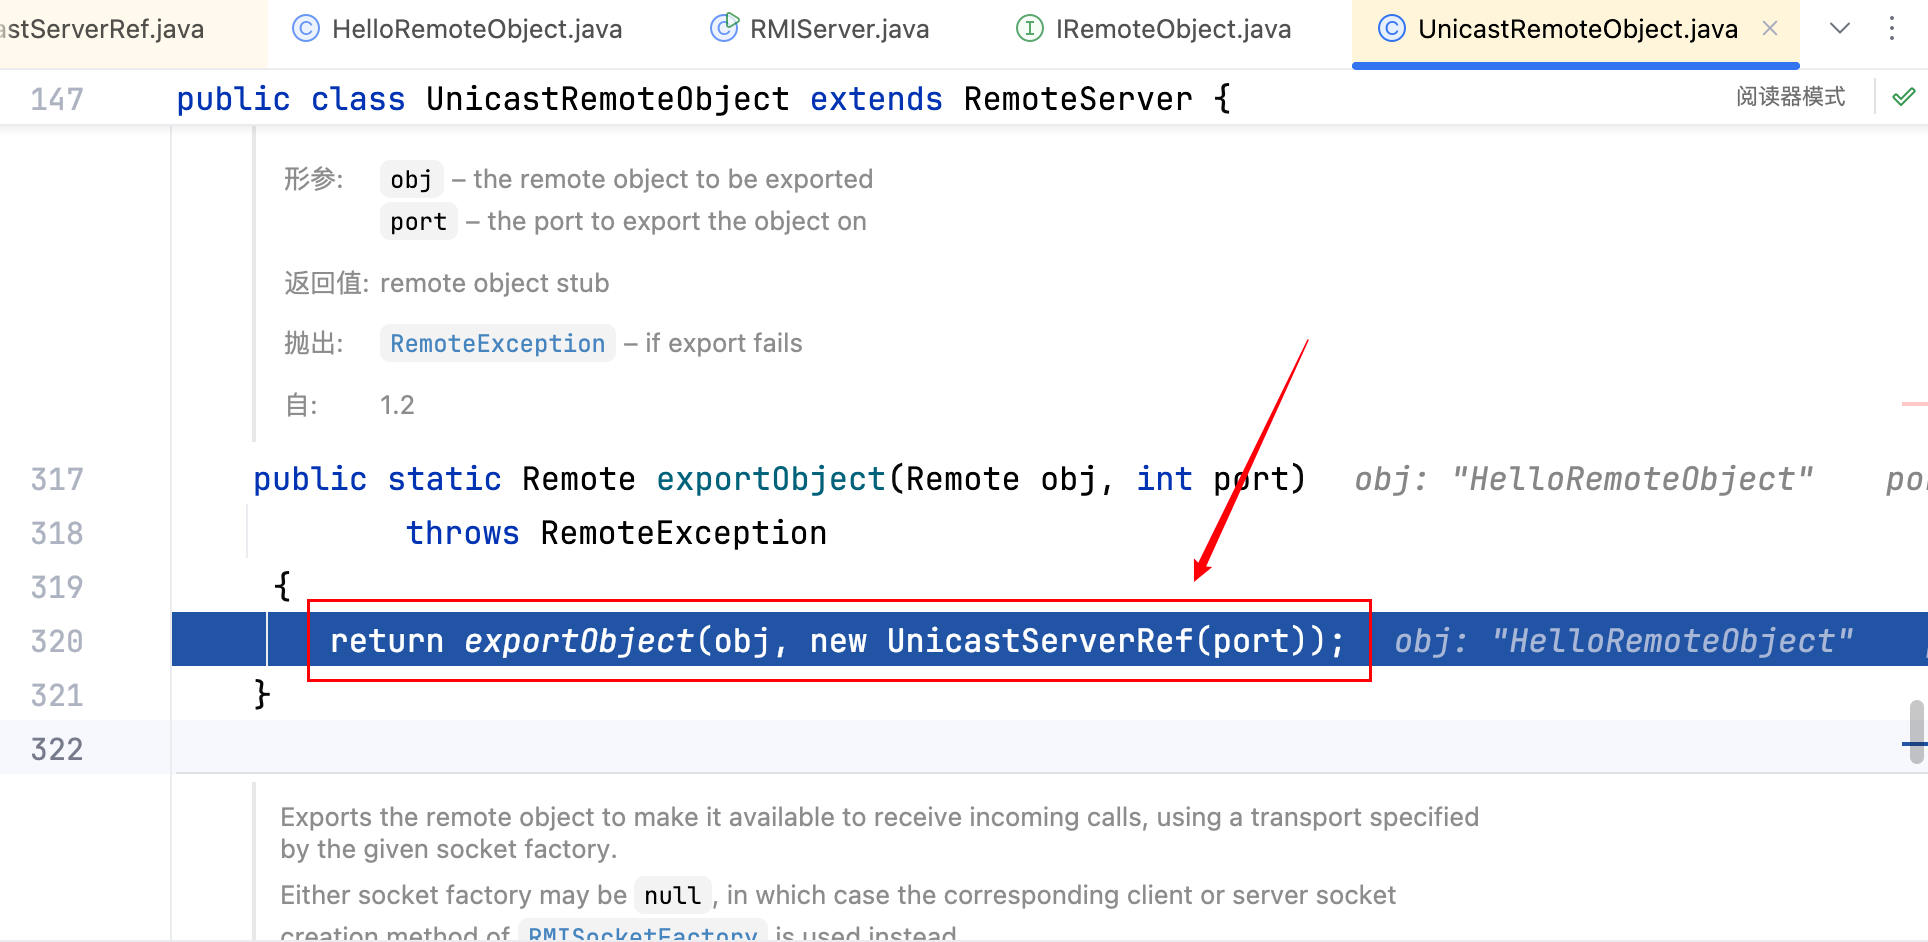 astServerRef.java HelloRemoteObject.java RMIServer.java IRemoteObject.java UnicastRemoteObject.java
147 public class UnicastRemoteObject extends RemoteServer { 阅读器模式
形参: obj – the remote object to be exported
port – the port to export the object on
返回值: remote object stub
抛出: RemoteException – if export fails
自: 1.2
317 public static Remote exportObject(Remote obj, int port) obj: "HelloRemoteObject" por
318 throws RemoteException
319 {
320 return exportObject(obj, new UnicastServerRef(port)); obj: "HelloRemoteObject"
321 }
322
Exports the remote object to make it available to receive incoming calls, using a transport specified
by the given socket factory.
Either socket factory may be null, in which case the corresponding client or server socket
creation method of RMISocketFactory is used instead